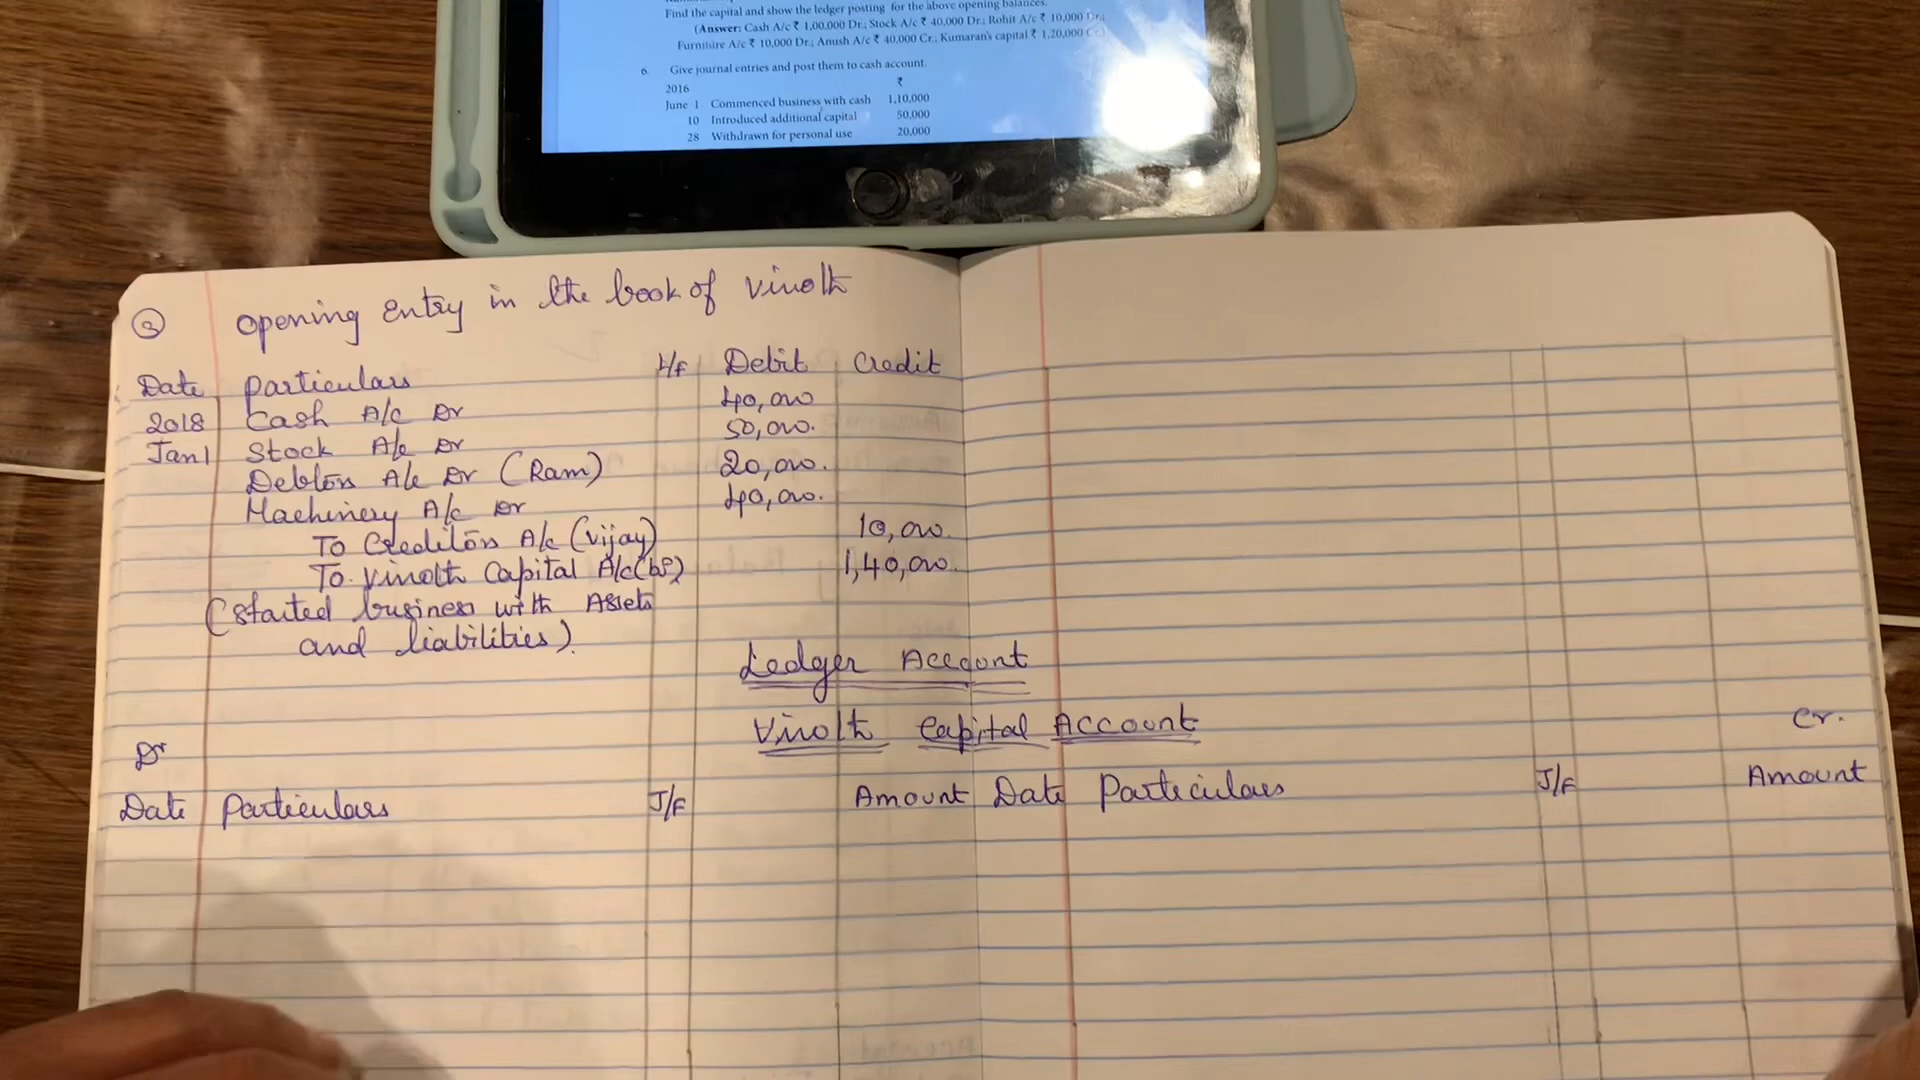 Find the capital and show the ledger posting for the above opening balances.
(Answer: Cash A/c ₹ 1,00,000 Dr.; Stock A/c ₹ 40,000 Dr.; Rohit A/c ₹ 10,000 Dr.;
Furniture A/c ₹ 10,000 Dr.; Anush A/c ₹ 40,000 Cr.; Kumaran's capital ₹ 1,20,000 Cr.)
6. Give journal entries and post them to cash account.
2016 ₹
June 1 Commenced business with cash 1,10,000
10 Introduced additional capital 50,000
28 Withdrawn for personal use 20,000
opening Entry in the book of Vinoth
Date Particulars L/F Debit Credit
2018 Cash A/c Dr 40,000
Jan 1 Stock A/c Dr 50,000.
Debtors A/c Dr (Ram) 20,000.
Machinery A/c Dr 40,000.
To Creditors A/c (Vijay) 10,000.
To Vinoth Capital A/c 1,40,000.
(Started business with Assets
and liabilities).
Ledger Account
Vinoth Capital Account
Dr Cr.
Date Particulars J/F Amount Date Particulars J/F Amount